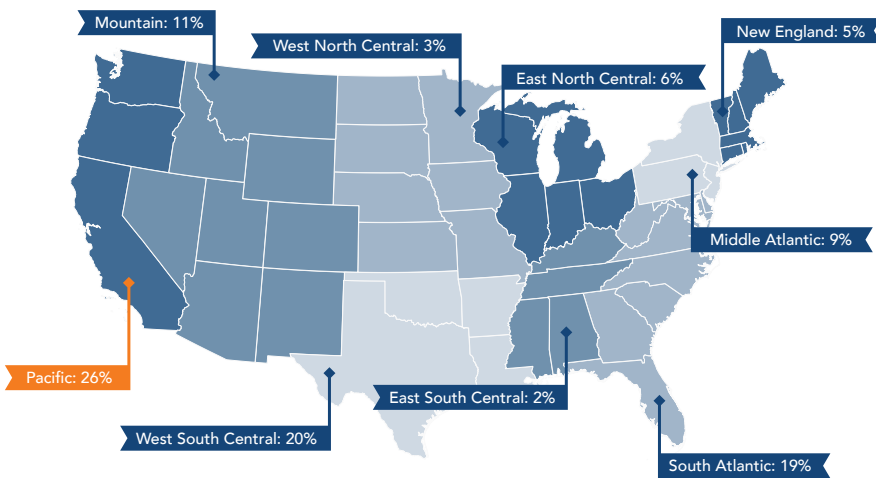 Mountain: 11%
New England: 5%
West North Central: 3%
East North Central: 6%
Middle Atlantic: 9%
Pacific: 26%
East South Central: 2%
West South Central: 20%
South Atlantic: 19%